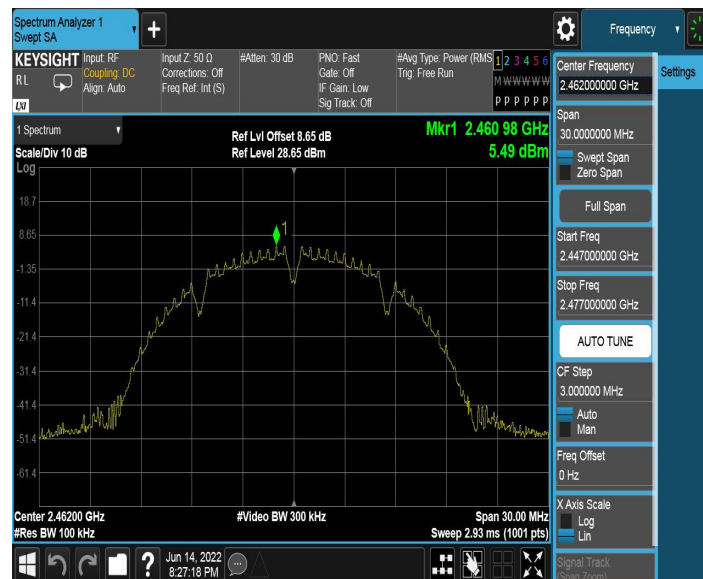 Spectrum Analyzer 1
Swept SA
+
Frequency
KEYSIGHT
RL
LXI
Input: RF
Coupling: DC
Align: Auto
Input Z: 50 Ω
Corrections: Off
Freq Ref: Int (S)
#Atten: 30 dB
PNO: Fast
Gate: Off
IF Gain: Low
Sig Track: Off
#Avg Type: Power (RMS
Trig: Free Run
1 2 3 4 5 6
M W W W W W
P P P P P P
1 Spectrum
Scale/Div 10 dB
Log
Ref Lvl Offset 8.65 dB
Ref Level 28.65 dBm
Mkr1 2.460 98 GHz
5.49 dBm
18.7
8.65
-1.35
-11.4
-21.4
-31.4
-41.4
-51.4
-61.4
1
Center 2.46200 GHz
#Res BW 100 kHz
#Video BW 300 kHz
Span 30.00 MHz
Sweep 2.93 ms (1001 pts)
Jun 14, 2022
8:27:18 PM
?
Settings
Center Frequency
2.462000000 GHz
Span
30.0000000 MHz
Swept Span
Zero Span
Full Span
Start Freq
2.447000000 GHz
Stop Freq
2.477000000 GHz
AUTO TUNE
CF Step
3.000000 MHz
Auto
Man
Freq Offset
0 Hz
X Axis Scale
Log
Lin
Signal Track
(Span Zoom)